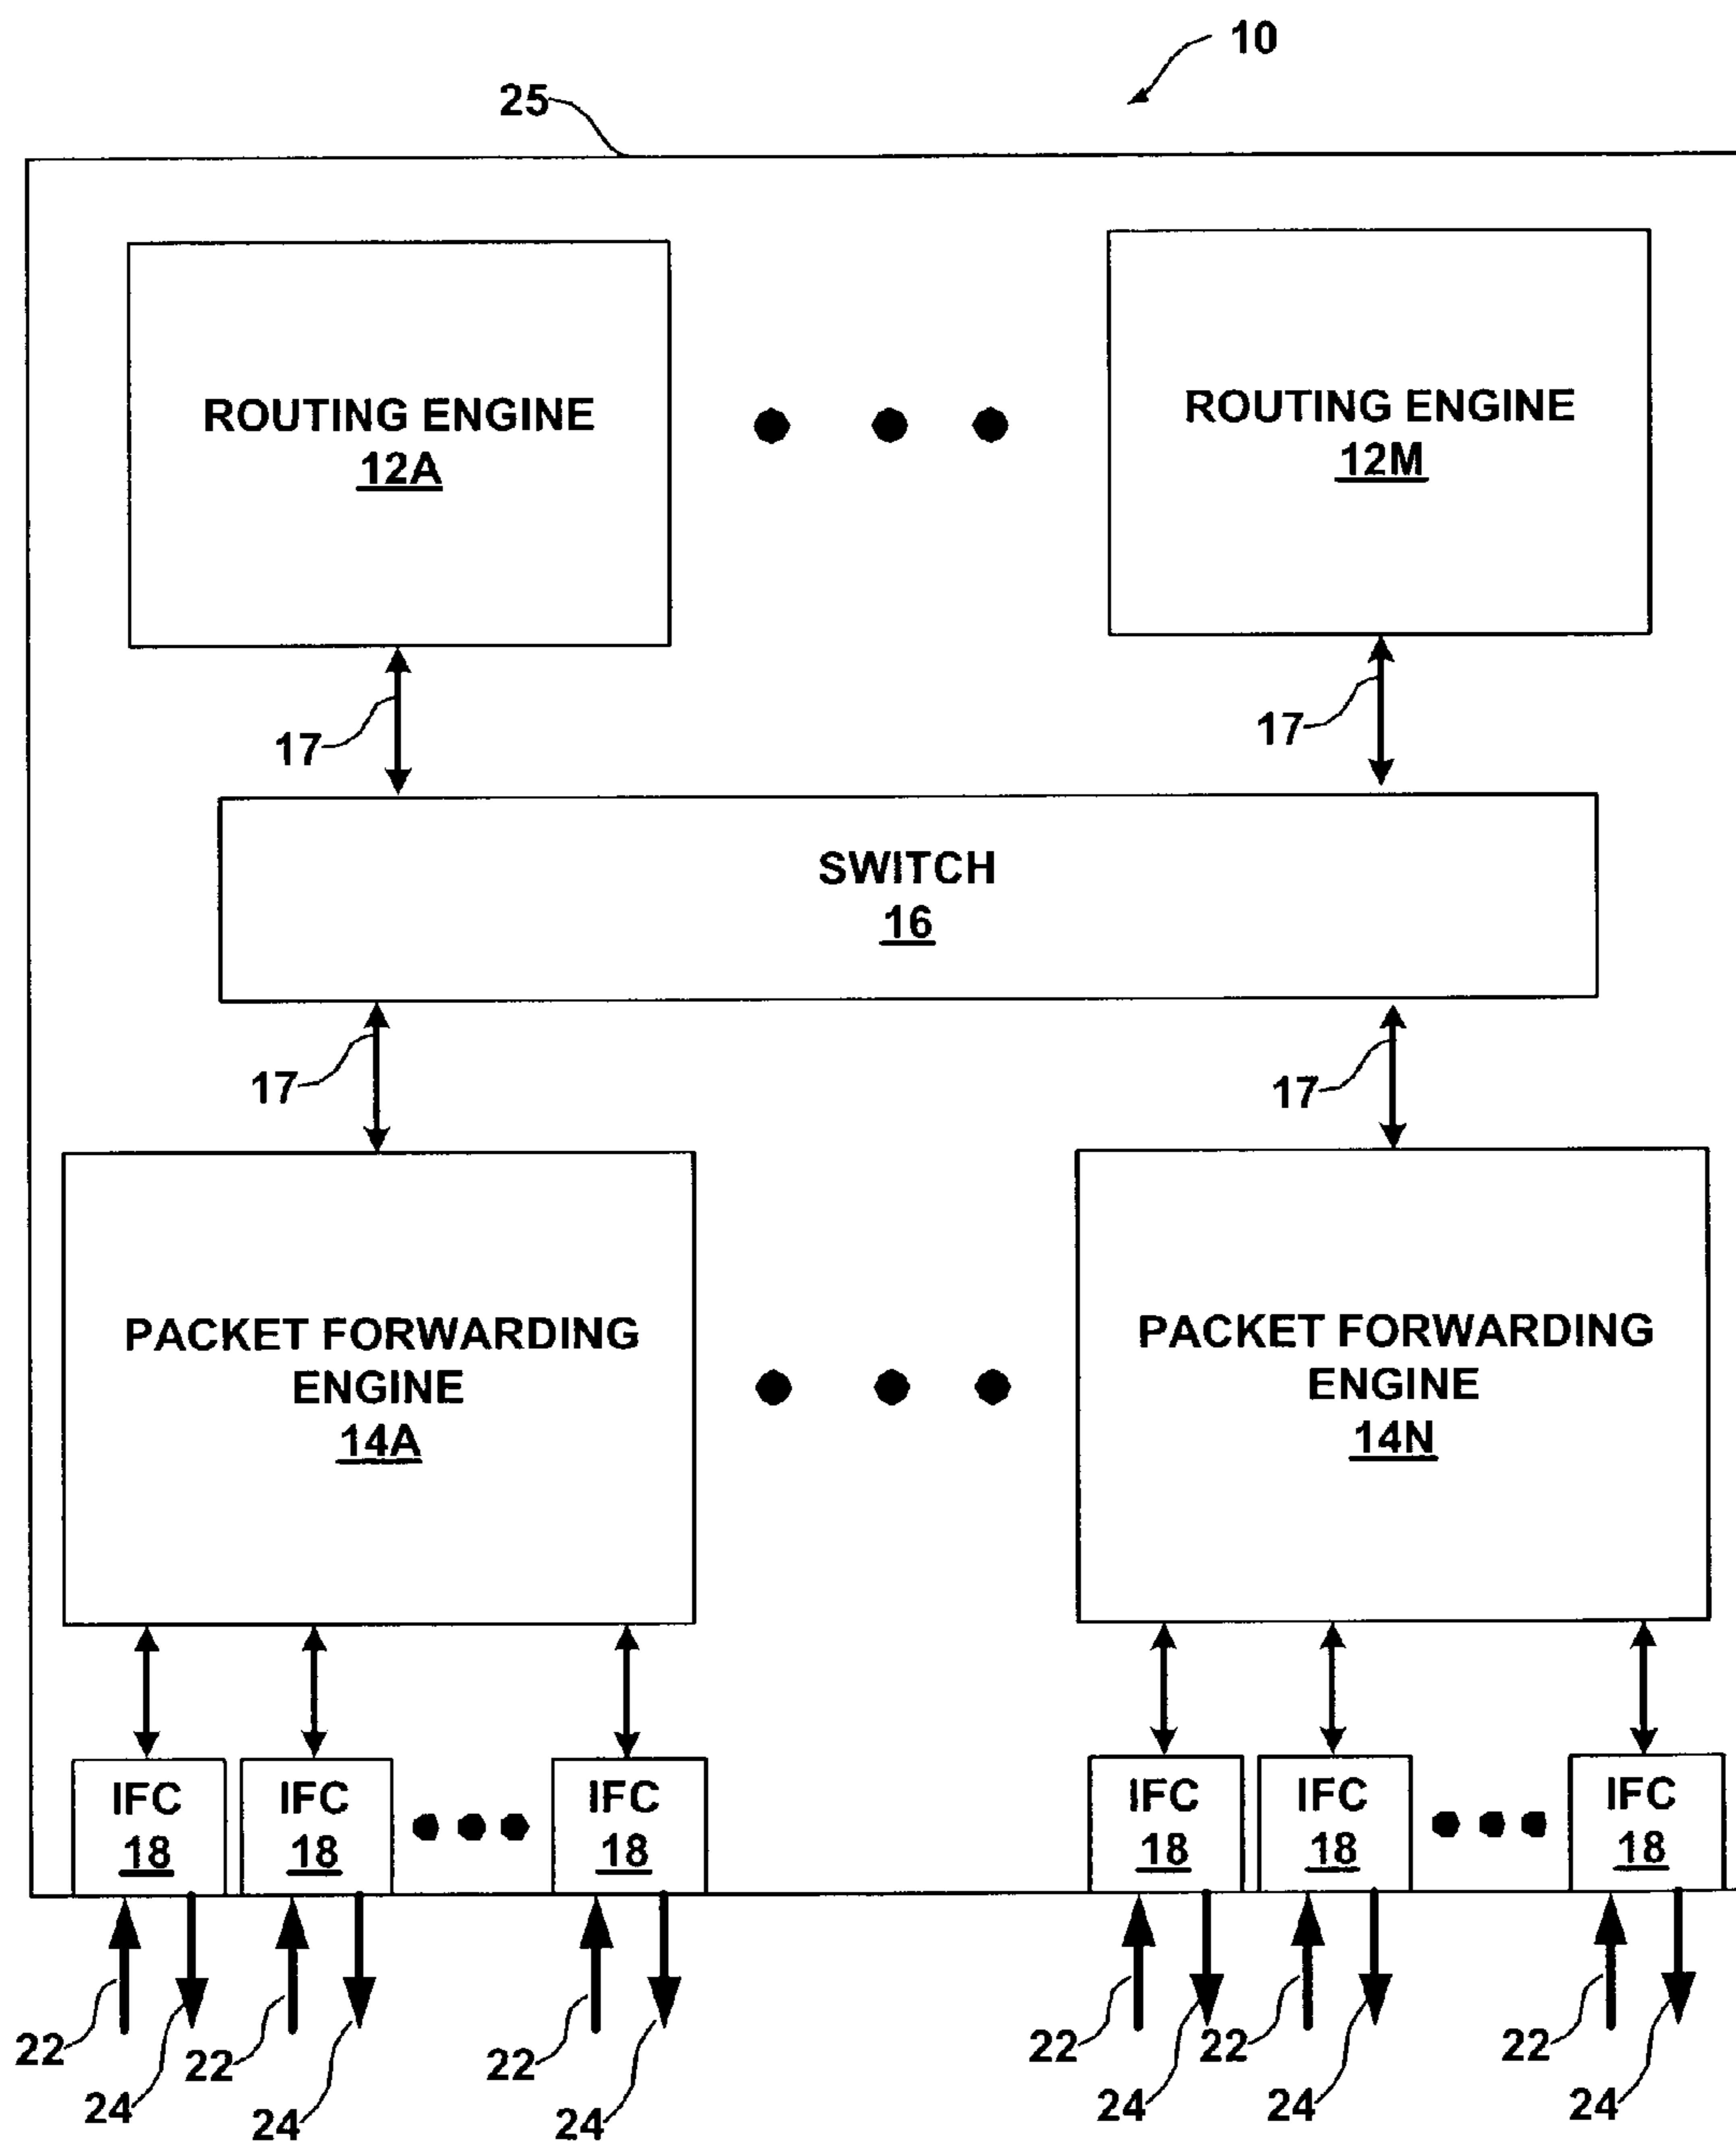 10
25
ROUTING ENGINE
12A
ROUTING ENGINE
12M
17
17
SWITCH
16
17
17
PACKET FORWARDING
ENGINE
14A
PACKET FORWARDING
ENGINE
14N
IFC
18
IFC
18
IFC
18
IFC
18
IFC
18
IFC
18
22
22
22
22
22
22
24
24
24
24
24
24